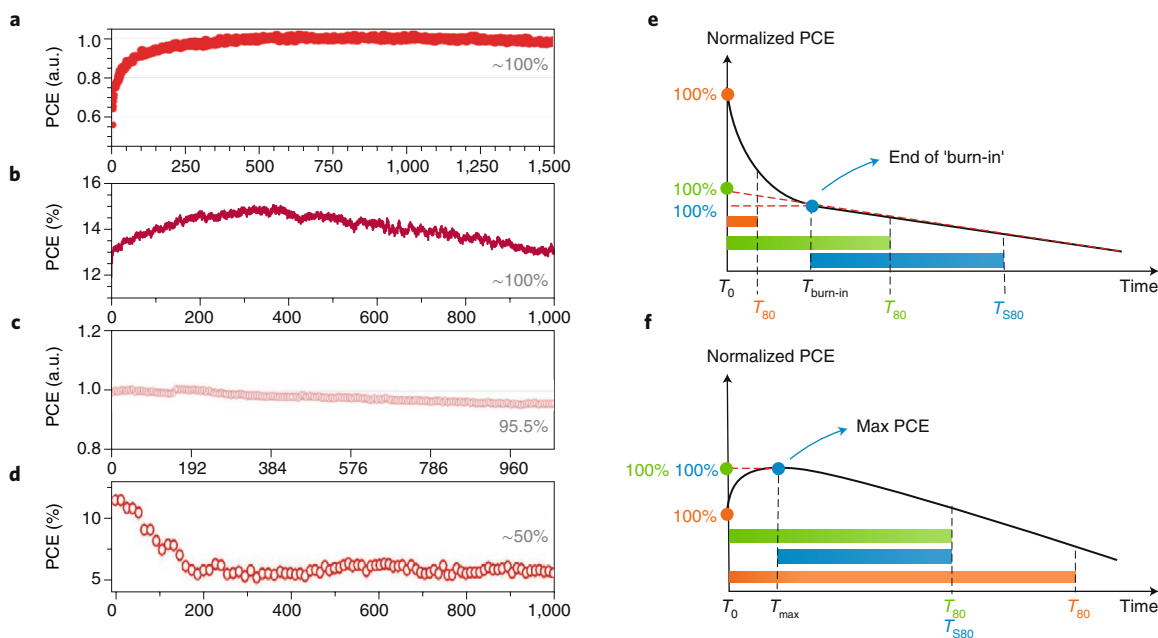 a
PCE (a.u.)
1.0
0.8
0.6
~100%
0 250 500 750 1,000 1,250 1,500
b
PCE (%)
16
14
12
~100%
0 200 400 600 800 1,000
c
PCE (a.u.)
1.2
1.0
0.8
95.5%
0 192 384 576 786 960
d
PCE (%)
10
5
~50%
0 200 400 600 800 1,000
e
Normalized PCE
100%
End of 'burn-in'
100%
100%
T0 Tburn-in Time
T80 T80 TS80
f
Normalized PCE
Max PCE
100% 100%
100%
T0 Tmax T80 T80 Time
TS80